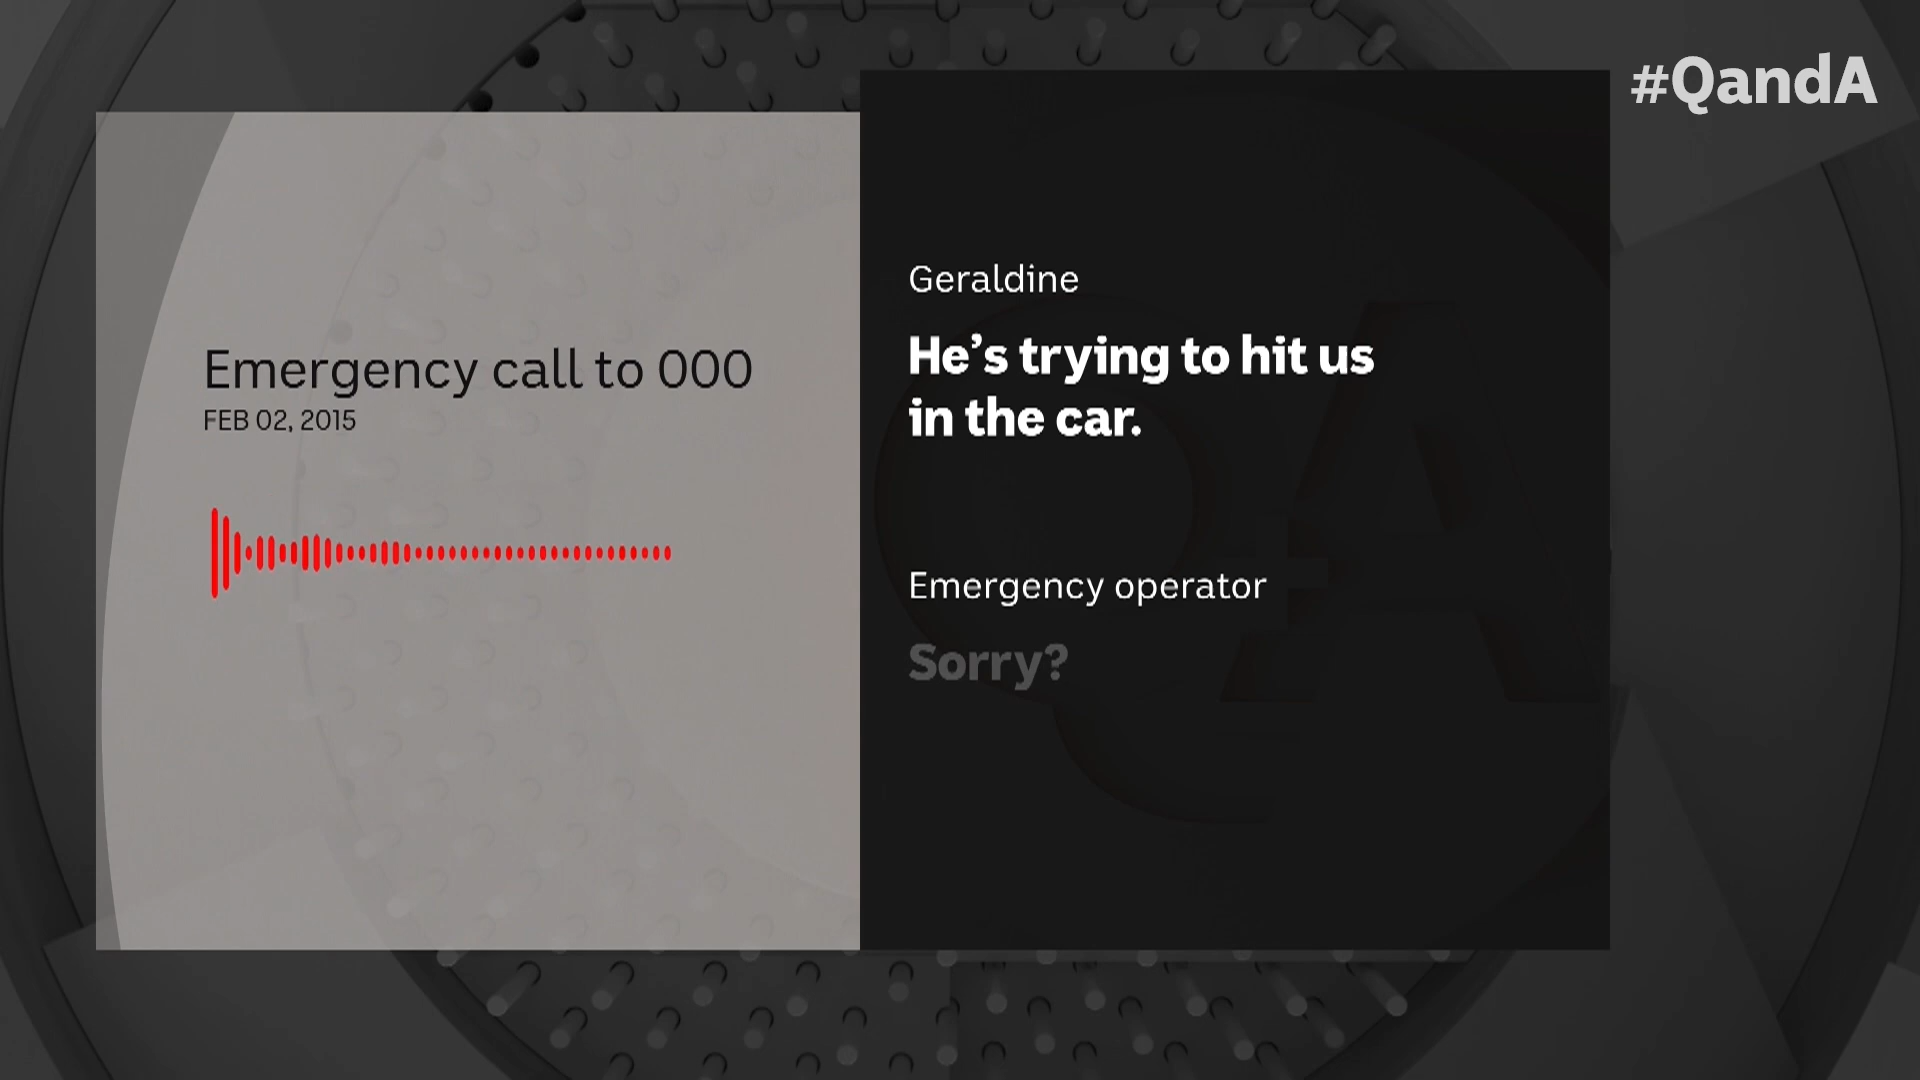 #QandA
Emergency call to 000
FEB 02, 2015
Geraldine
He’s trying to hit us
in the car.
Emergency operator
Sorry?